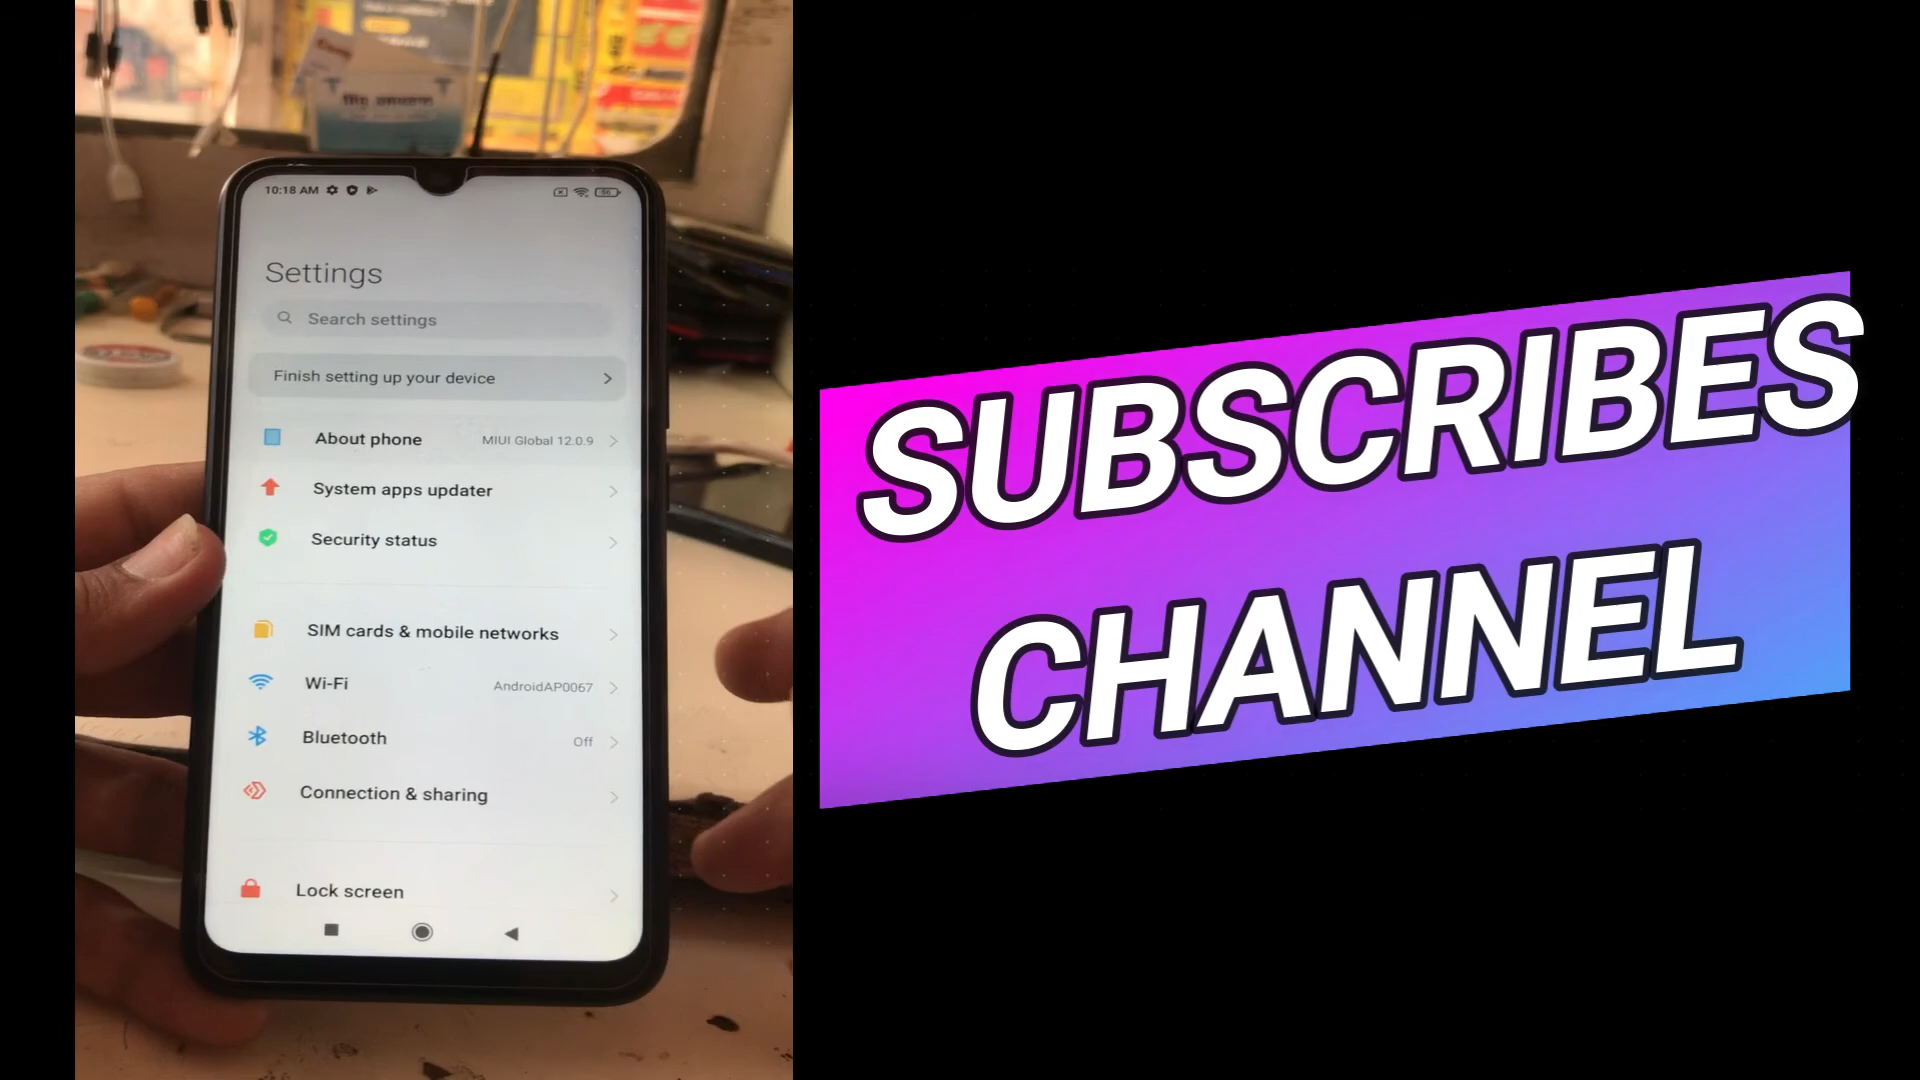 10:18 AM
Settings
Search settings
Finish setting up your device
About phone MIUI Global 12.0.9
System apps updater
Security status
SIM cards & mobile networks
Wi-Fi AndroidAP0067
Bluetooth Off
Connection & sharing
Lock screen
SUBSCRIBES
CHANNEL